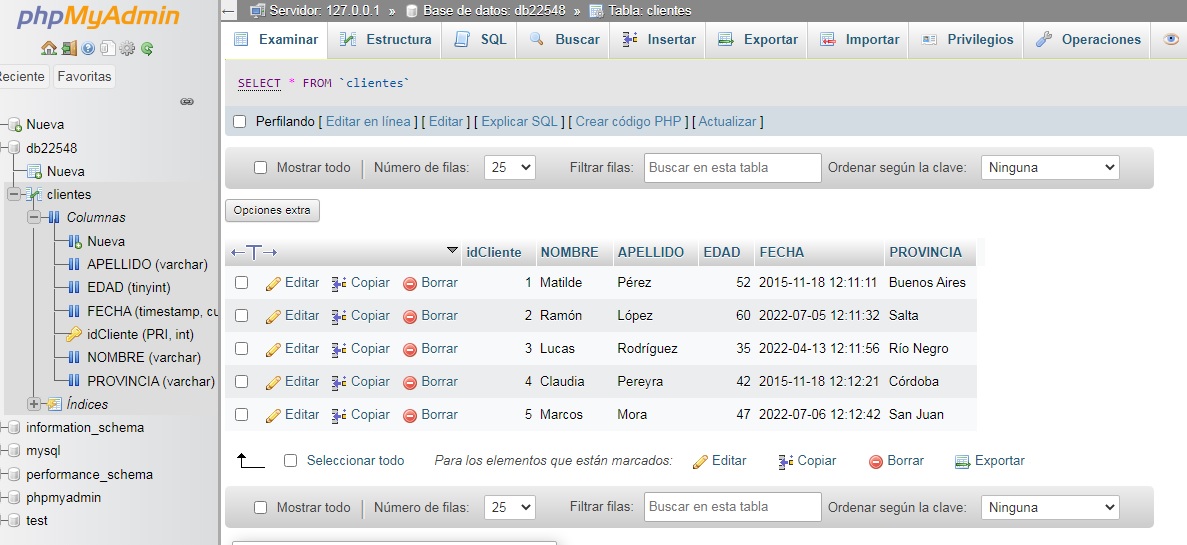 phpMyAdmin
Reciente Favoritas
Nueva
db22548
Nueva
clientes
Columnas
Nueva
APELLIDO (varchar)
EDAD (tinyint)
FECHA (timestamp, cu
idCliente (PRI, int)
NOMBRE (varchar)
PROVINCIA (varchar)
Índices
information_schema
mysql
performance_schema
phpmyadmin
test
Servidor: 127.0.0.1 » Base de datos: db22548 » Tabla: clientes
Examinar Estructura SQL Buscar Insertar Exportar Importar Privilegios Operaciones
SELECT * FROM `clientes`
Perfilando [ Editar en línea ] [ Editar ] [ Explicar SQL ] [ Crear código PHP ] [ Actualizar ]
Mostrar todo | Número de filas: 25 Filtrar filas: Buscar en esta tabla Ordenar según la clave: Ninguna
Opciones extra
←T→ idCliente NOMBRE APELLIDO EDAD FECHA PROVINCIA
Editar Copiar Borrar 1 Matilde Pérez 52 2015-11-18 12:11:11 Buenos Aires
Editar Copiar Borrar 2 Ramón López 60 2022-07-05 12:11:32 Salta
Editar Copiar Borrar 3 Lucas Rodríguez 35 2022-04-13 12:11:56 Río Negro
Editar Copiar Borrar 4 Claudia Pereyra 42 2015-11-18 12:12:21 Córdoba
Editar Copiar Borrar 5 Marcos Mora 47 2022-07-06 12:12:42 San Juan
Seleccionar todo Para los elementos que están marcados: Editar Copiar Borrar Exportar
Mostrar todo | Número de filas: 25 Filtrar filas: Buscar en esta tabla Ordenar según la clave: Ninguna